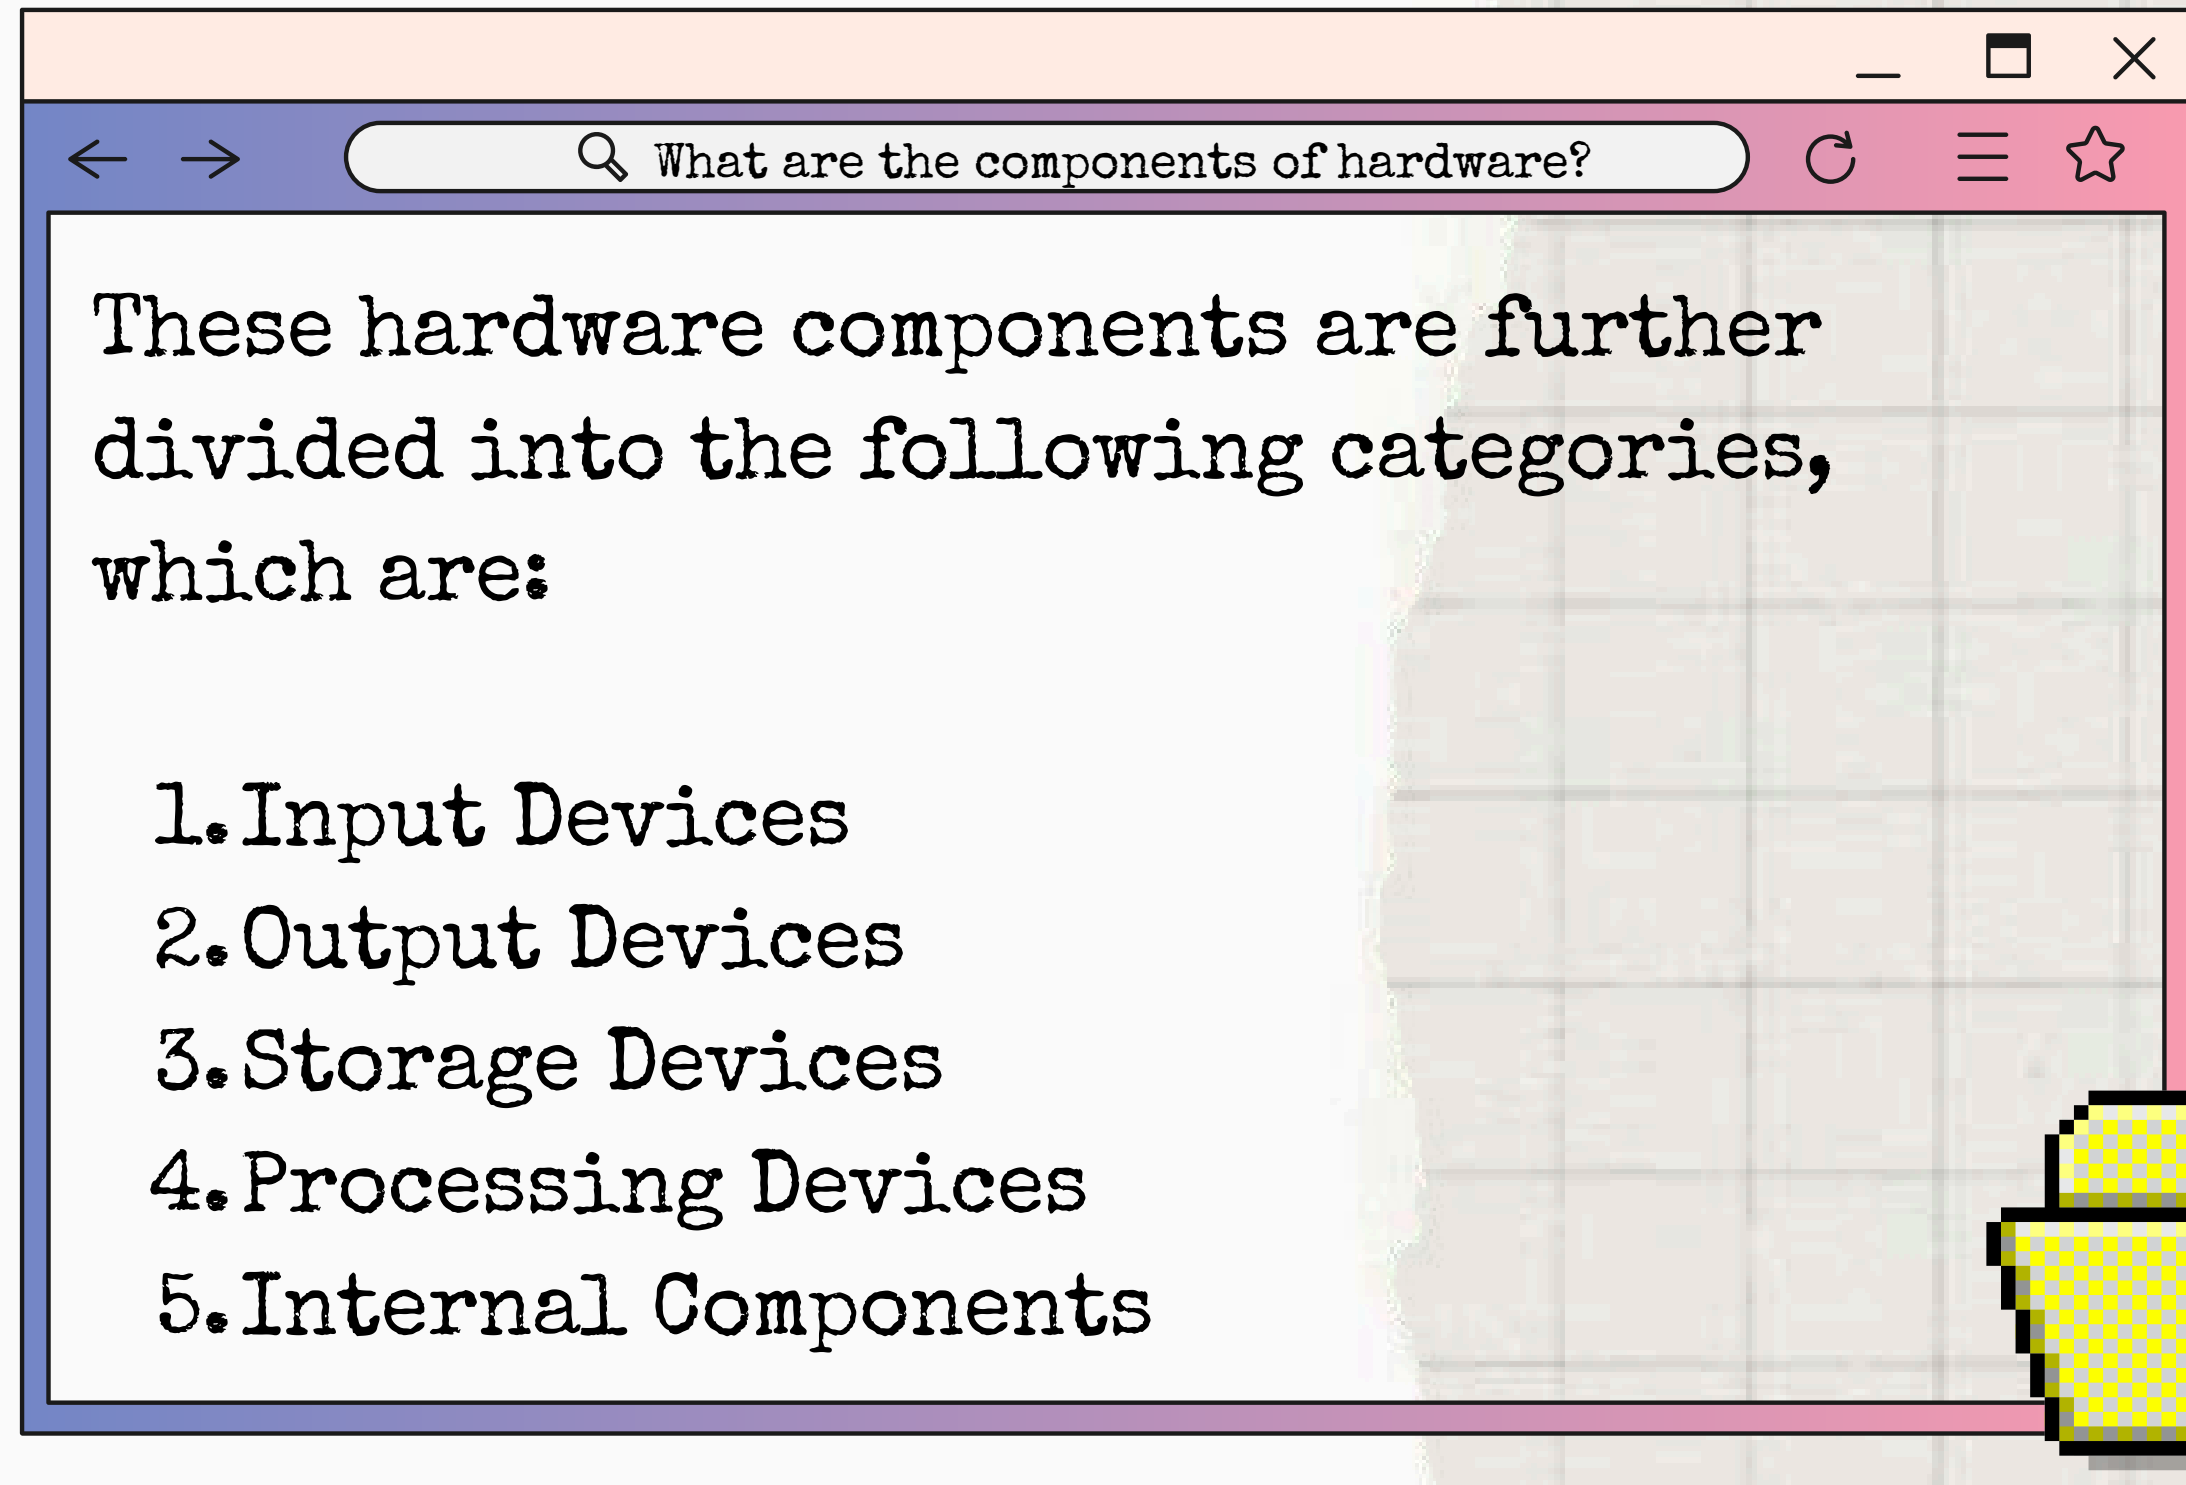 What are the components of hardware?
These hardware components are further
divided into the following categories,
which are:
1.Input Devices
2.Output Devices
3.Storage Devices
4.Processing Devices
5.Internal Components